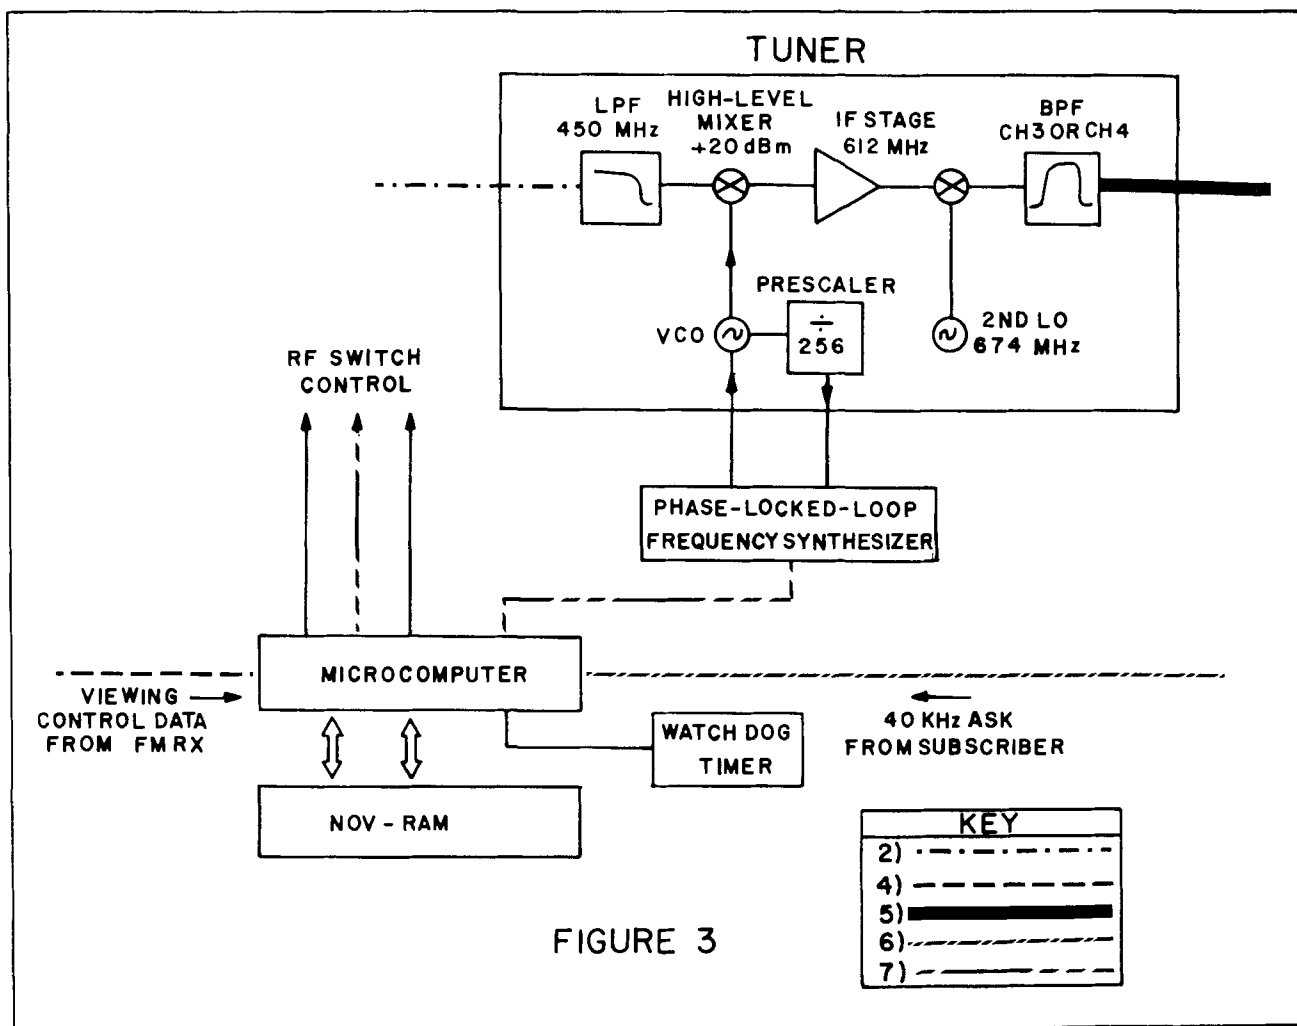 TUNER
LPF
450 MHz
HIGH-LEVEL
MIXER
+20 dBm
IF STAGE
612 MHz
BPF
CH3 OR CH4
PRESCALER
VCO
÷
256
2ND LO
674 MHz
RF SWITCH
CONTROL
PHASE-LOCKED-LOOP
FREQUENCY SYNTHESIZER
MICROCOMPUTER
VIEWING
CONTROL DATA
FROM FM RX
WATCH DOG
TIMER
40 KHz ASK
FROM SUBSCRIBER
NOV-RAM
KEY
2)
4)
5)
6)
7)
FIGURE 3